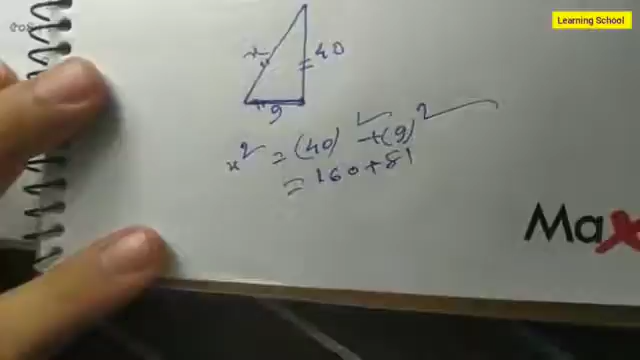 Learning School
x
40
9
x² = (40)² + (9)²
= 160 + 81
Max